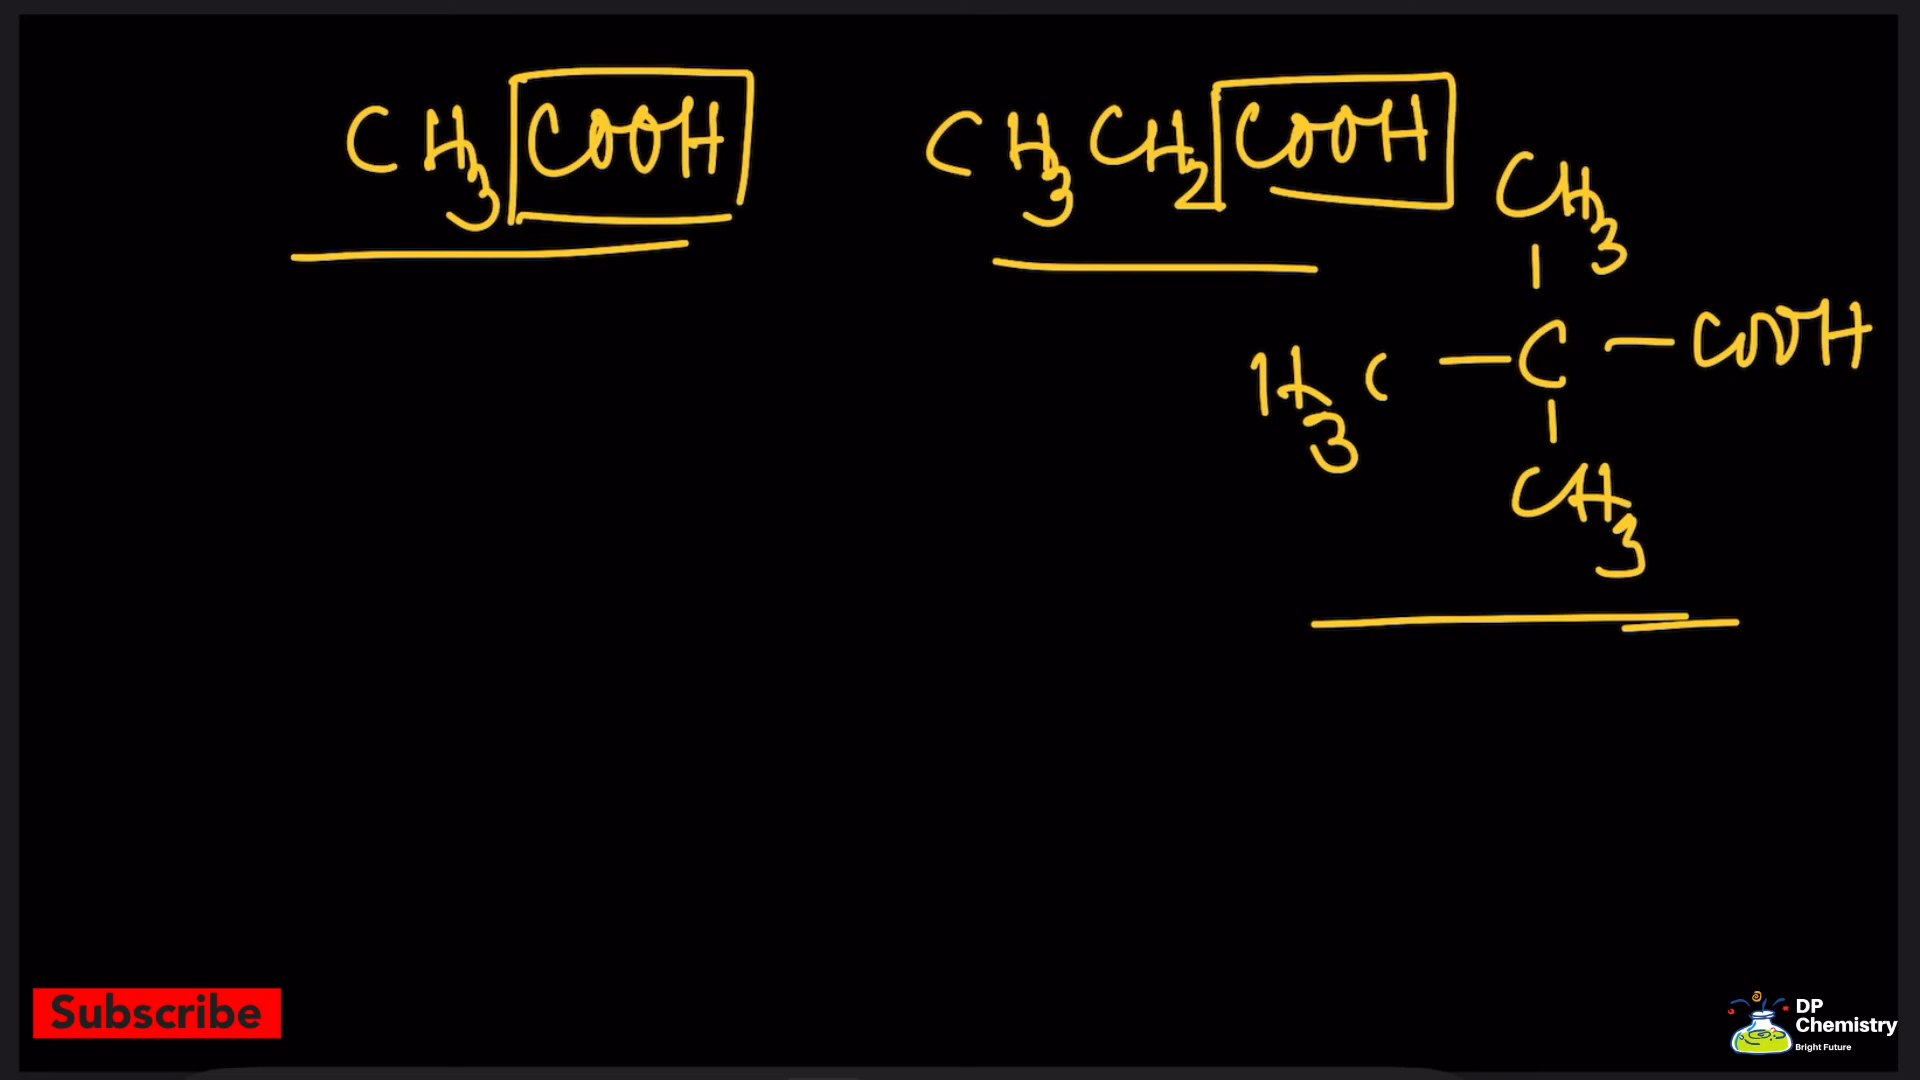 CH3COOH
CH3CH2COOH
CH3
|
H3C — C — COOH
|
CH3
Subscribe
DP
Chemistry
Bright Future